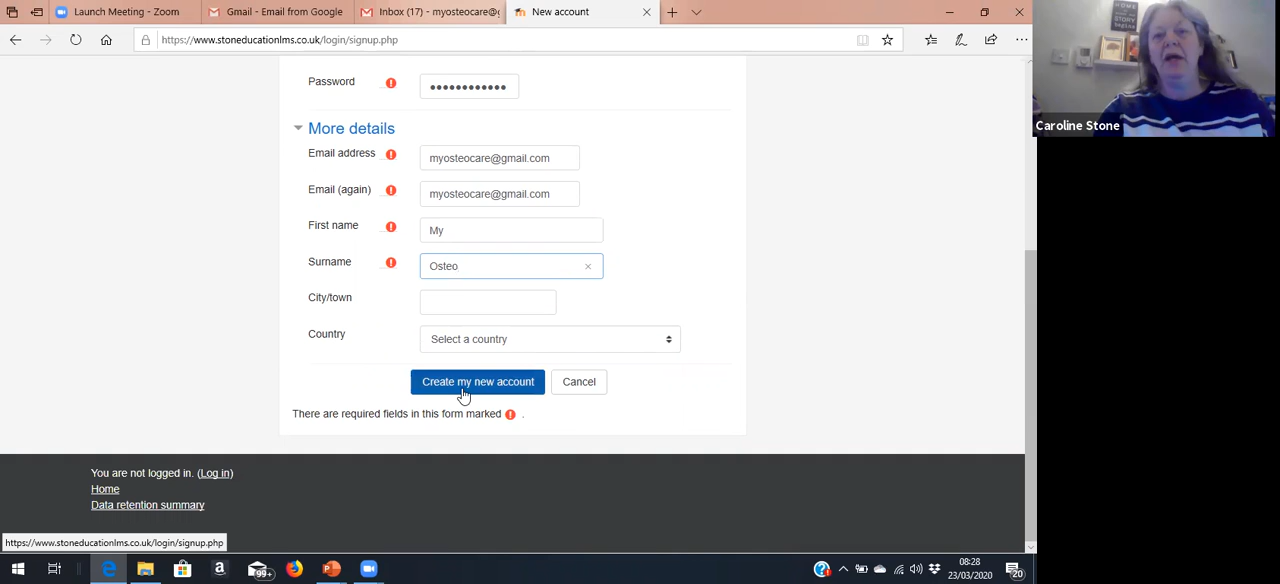 Launch Meeting - Zoom
Gmail - Email from Google
Inbox (17) - myosteocare@g
New account
https://www.stoneducationlms.co.uk/login/signup.php
Password
••••••••••••
More details
Email address
myosteocare@gmail.com
Email (again)
myosteocare@gmail.com
First name
My
Surname
Osteo
City/town
Country
Select a country
Create my new account
Cancel
There are required fields in this form marked .
You are not logged in. (Log in)
Home
Data retention summary
https://www.stoneducationlms.co.uk/login/signup.php
99+
08:28
23/03/2020
20
Caroline Stone